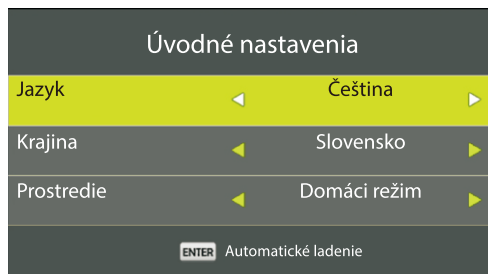 Úvodné nastavenia
Jazyk Čeština
Krajina Slovensko
Prostredie Domáci režim
ENTER Automatické ladenie